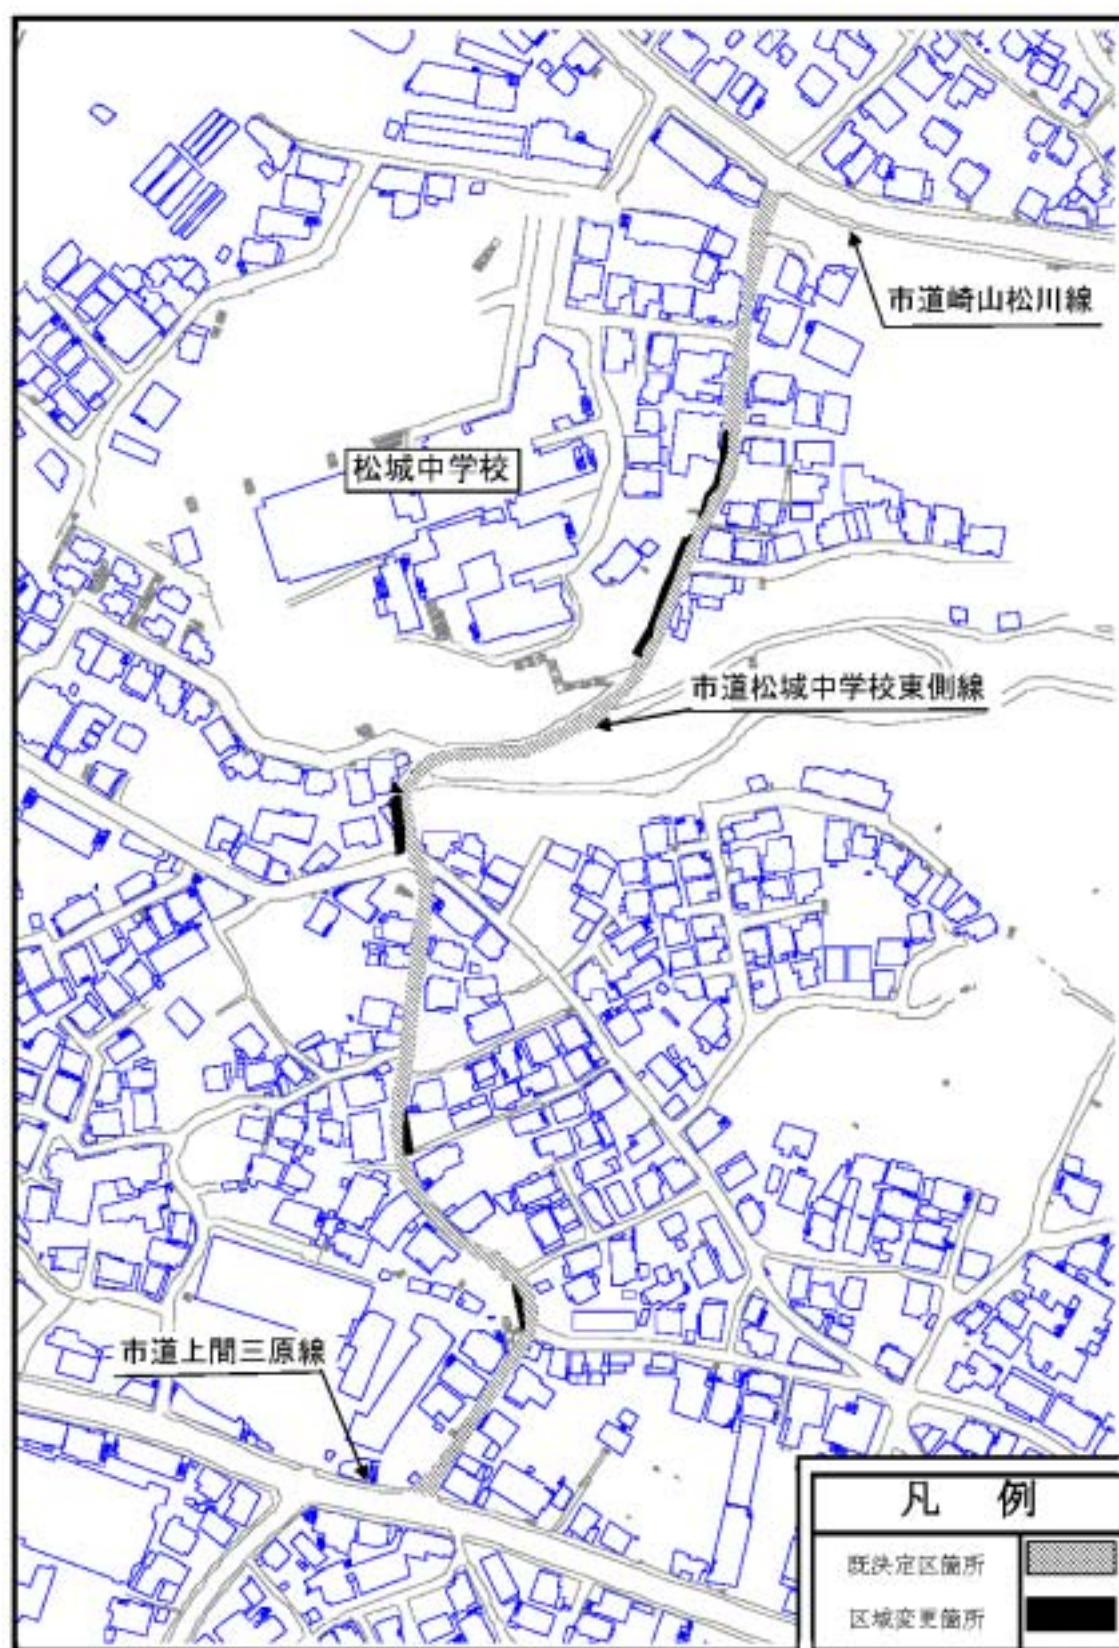 市道崎山松川線
松城中学校
市道松城中学校東側線
市道上間三原線
凡 例
既決定区箇所
区域変更箇所